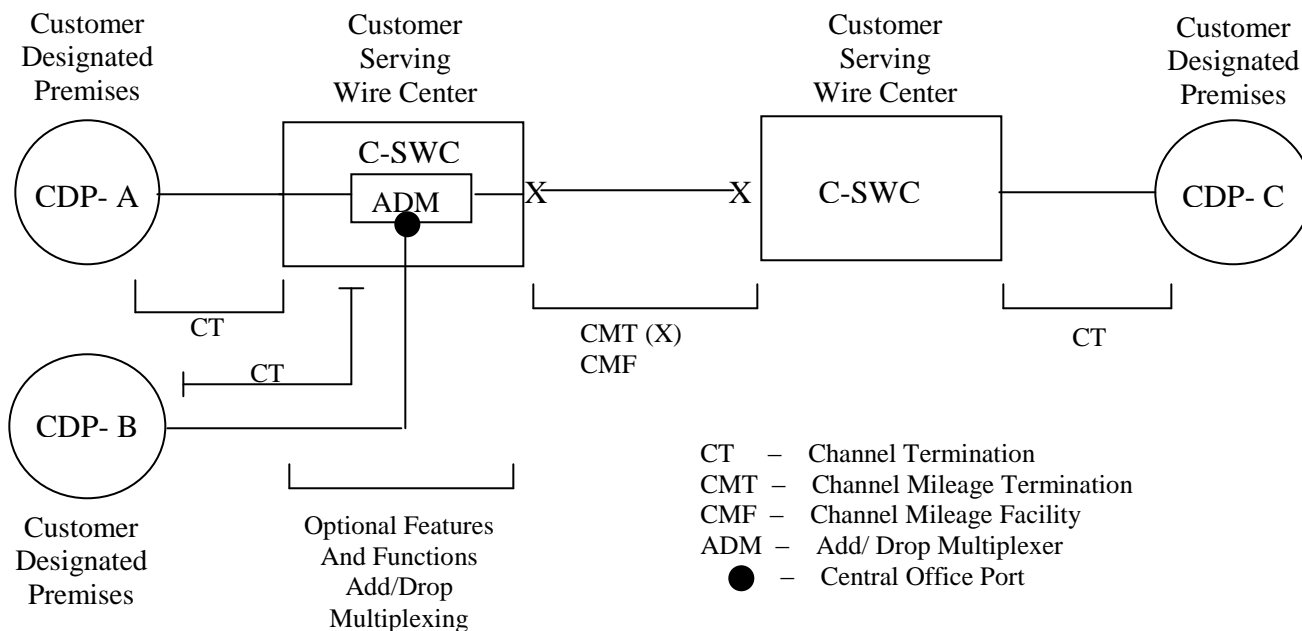 Customer
Designated
Premises
Customer
Serving
Wire Center
Customer
Serving
Wire Center
Customer
Designated
Premises
CDP- A
C-SWC
ADM
X
X
C-SWC
CDP- C
CT
CMT (X)
CMF
CT
CT
CDP- B
Customer
Designated
Premises
Optional Features
And Functions
Add/Drop
Multiplexing
CT – Channel Termination
CMT – Channel Mileage Termination
CMF – Channel Mileage Facility
ADM – Add/ Drop Multiplexer
– Central Office Port